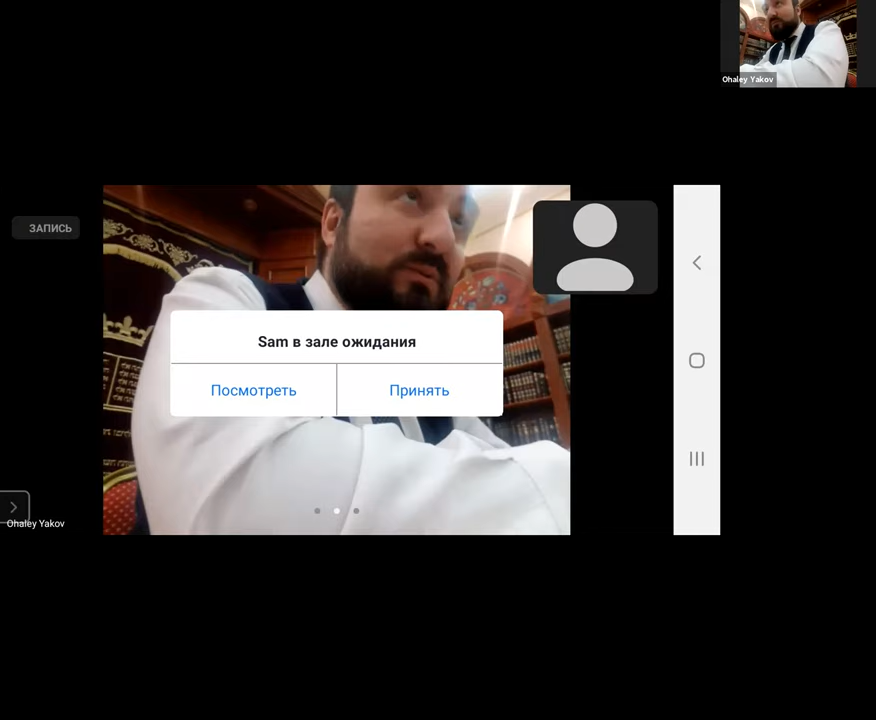 Ohaley Yakov
ЗАПИСЬ
Sam в зале ожидания
Посмотреть
Принять
Ohaley Yakov